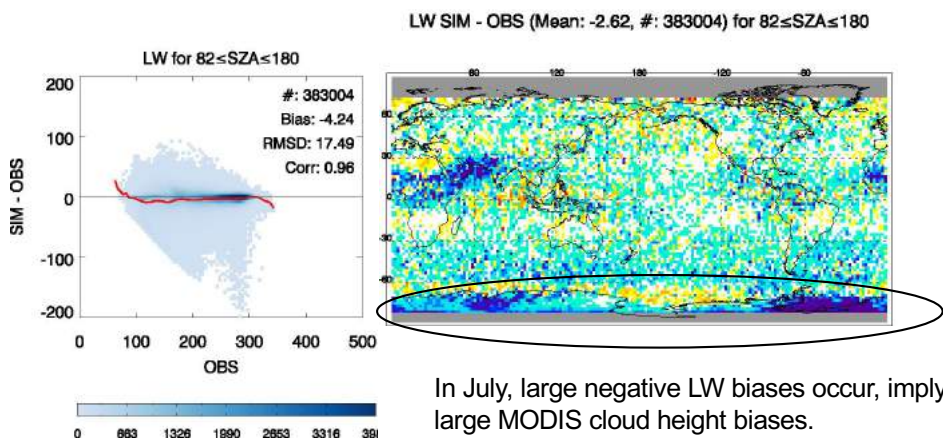 LW SIM - OBS (Mean: -2.62, #: 383004) for 82≤SZA≤180
LW for 82≤SZA≤180
200
100
0
-100
-200
SIM - OBS
#: 383004
Bias: -4.24
RMSD: 17.49
Corr: 0.96
0 100 200 300 400 500
OBS
60 120 180 -120 -60
60
30
0
-30
-60
0 663 1326 1990 2653 3316
In July, large negative LW biases occur, imply
large MODIS cloud height biases.